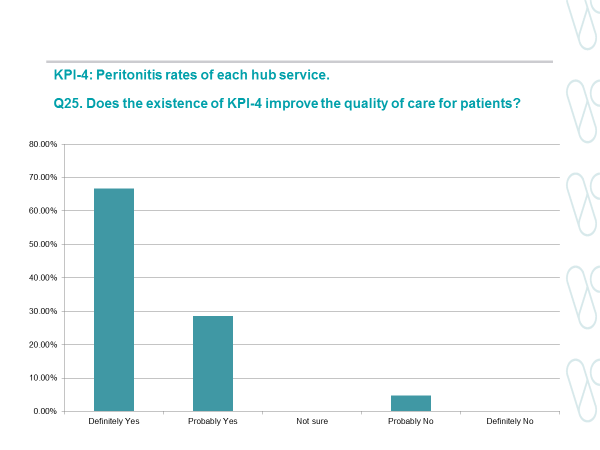 KPI-4: Peritonitis rates of each hub service.
Q25. Does the existence of KPI-4 improve the quality of care for patients?
80.00%
70.00%
60.00%
50.00%
40.00%
30.00%
20.00%
10.00%
0.00%
Definitely Yes
Probably Yes
Not sure
Probably No
Definitely No